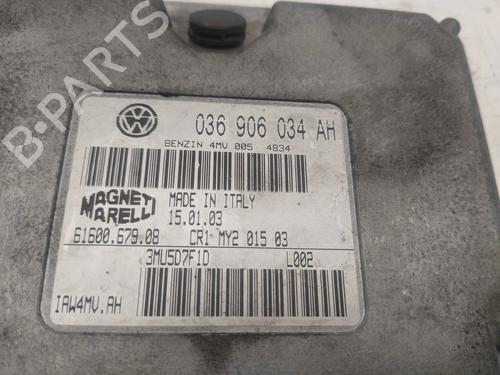 036 906 034 AH
BENZIN 4MV 005 4834
MAGNETI MARELLI
MADE IN ITALY
15.01.03
61600.679.08 CR1 MY2 015 03
3MU5D7F1D L002
IAW4MV.AH
B-PARTS